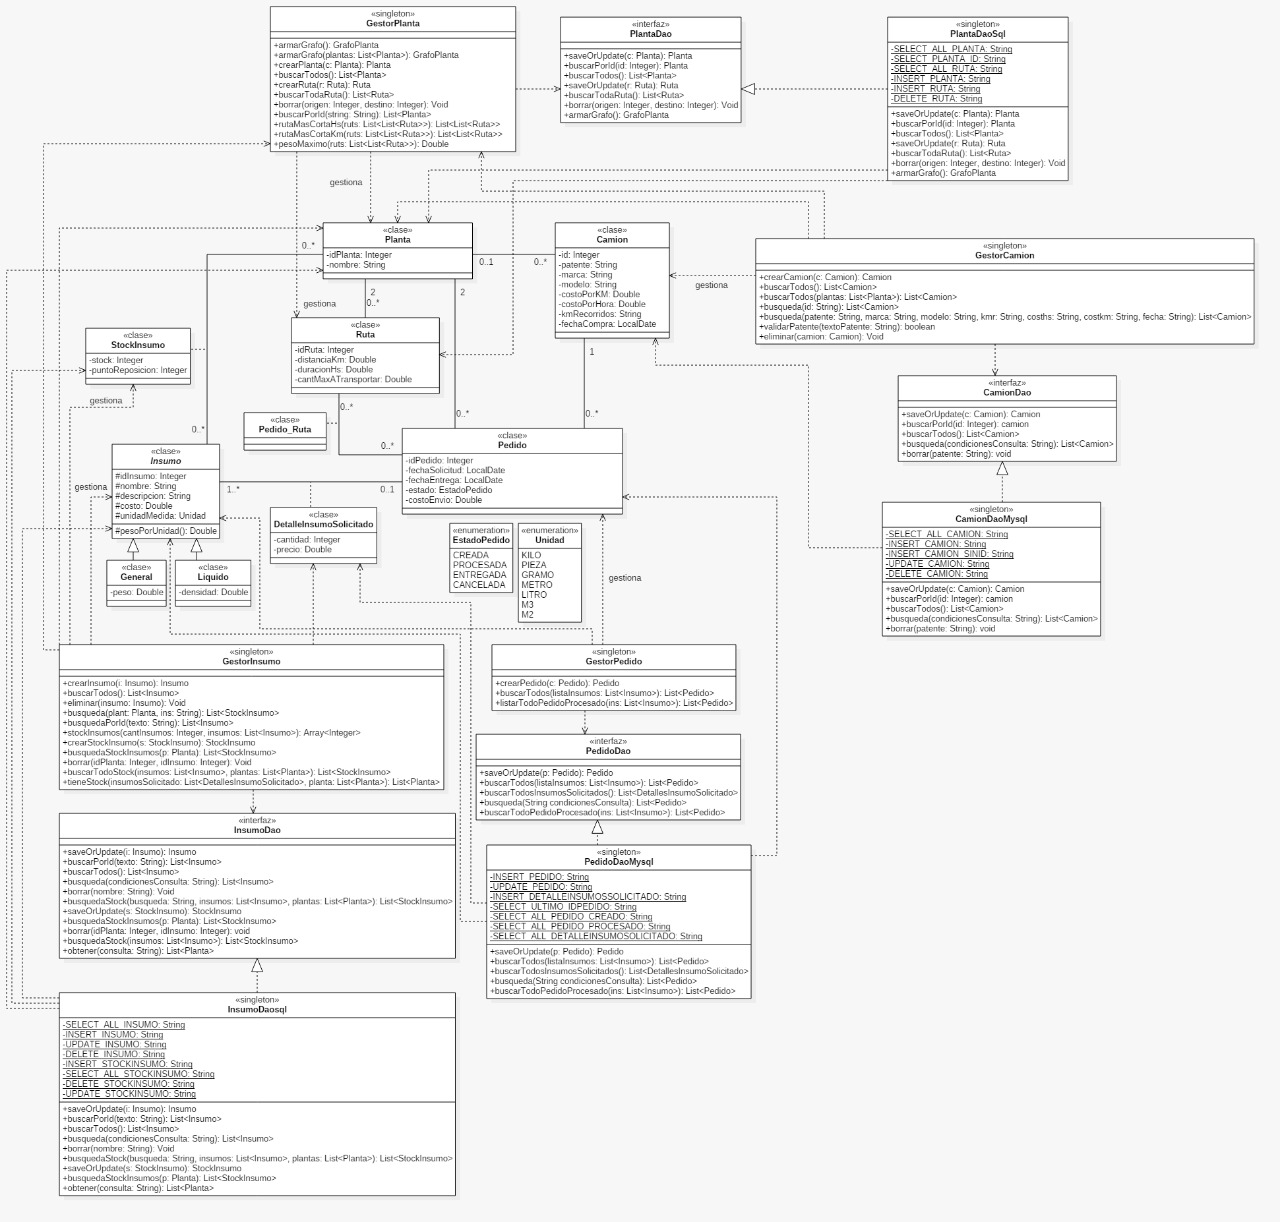 «singleton»
GestorPlanta
+armarGrafo(): GrafoPlanta
+armarGrafo(plantas: List<Planta>): GrafoPlanta
+crearPlanta(c: Planta): Planta
+buscarTodos(): List<Planta>
+crearRuta(r: Ruta): Ruta
+buscarTodaRuta(): List<Ruta>
+borrar(origen: Integer, destino: Integer): Void
+buscarPorId(string: String): List<Planta>
+rutaMasCortaHs(ruts: List<List<Ruta>>): List<List<Ruta>>
+rutaMasCortaKm(ruts: List<List<Ruta>>): List<List<Ruta>>
+pesoMaximo(ruts: List<List<Ruta>>): Double
«interfaz»
PlantaDao
+saveOrUpdate(c: Planta): Planta
+buscarPorId(id: Integer): Planta
+buscarTodos(): List<Planta>
+saveOrUpdate(r: Ruta): Ruta
+buscarTodaRuta(): List<Ruta>
+borrar(origen: Integer, destino: Integer): Void
+armarGrafo(): GrafoPlanta
«singleton»
PlantaDaoSql
-SELECT_ALL_PLANTA: String
-SELECT_PLANTA_ID: String
-SELECT_ALL_RUTA: String
-INSERT_PLANTA: String
-INSERT_RUTA: String
-DELETE_RUTA: String
+saveOrUpdate(c: Planta): Planta
+buscarPorId(id: Integer): Planta
+buscarTodos(): List<Planta>
+saveOrUpdate(r: Ruta): Ruta
+buscarTodaRuta(): List<Ruta>
+borrar(origen: Integer, destino: Integer): Void
+armarGrafo(): GrafoPlanta
gestiona
«clase»
Planta
-idPlanta: Integer
-nombre: String
0..*
0..1
0..*
2
0..*
2
gestiona
«clase»
Camion
-id: Integer
-patente: String
-marca: String
-modelo: String
-costoPorKM: Double
-costoPorHora: Double
-kmRecorridos: String
-fechaCompra: LocalDate
gestiona
«singleton»
GestorCamion
+crearCamion(c: Camion): Camion
+buscarTodos(): List<Camion>
+buscarTodos(plantas: List<Planta>): List<Camion>
+busqueda(id: String): List<Camion>
+busqueda(patente: String, marca: String, modelo: String, kmr: String, cosths: String, costkm: String, fecha: String): List<Camion>
+validarPatente(textoPatente: String): boolean
+eliminar(camion: Camion): Void
«clase»
StockInsumo
-stock: Integer
-puntoReposicion: Integer
gestiona
«clase»
Ruta
-idRuta: Integer
-distanciaKm: Double
-duracionHs: Double
-cantMaxATransportar: Double
1
0..*
0..*
0..*
0..*
0..*
«clase»
Pedido_Ruta
«interfaz»
CamionDao
+saveOrUpdate(c: Camion): Camion
+buscarPorId(id: Integer): camion
+buscarTodos(): List<Camion>
+busqueda(condicionesConsulta: String): List<Camion>
+borrar(patente: String): void
«clase»
Insumo
#idInsumo: Integer
#nombre: String
#descripcion: String
#costo: Double
#unidadMedida: Unidad
#pesoPorUnidad(): Double
gestiona
1..*
0..1
«clase»
Pedido
-idPedido: Integer
-fechaSolicitud: LocalDate
-fechaEntrega: LocalDate
-estado: EstadoPedido
-costoEnvio: Double
«clase»
DetalleInsumoSolicitado
-cantidad: Integer
-precio: Double
«enumeration»
EstadoPedido
CREADA
PROCESADA
ENTREGADA
CANCELADA
«enumeration»
Unidad
KILO
PIEZA
GRAMO
METRO
LITRO
M3
M2
«clase»
General
-peso: Double
«clase»
Liquido
-densidad: Double
gestiona
«singleton»
CamionDaoMysql
-SELECT_ALL_CAMION: String
-INSERT_CAMION: String
-INSERT_CAMION_SINID: String
-UPDATE_CAMION: String
-DELETE_CAMION: String
+saveOrUpdate(c: Camion): Camion
+buscarPorId(id: Integer): camion
+buscarTodos(): List<Camion>
+busqueda(condicionesConsulta: String): List<Camion>
+borrar(patente: String): void
«singleton»
GestorInsumo
+crearInsumo(i: Insumo): Insumo
+buscarTodos(): List<Insumo>
+eliminar(insumo: Insumo): Void
+busqueda(plant: Planta, ins: String): List<StockInsumo>
+busquedaPorId(texto: String): List<Insumo>
+stockInsumos(cantInsumos: Integer, insumos: List<Insumo>): Array<Integer>
+crearStockInsumo(s: StockInsumo): StockInsumo
+busquedaStockInsumos(p: Planta): List<StockInsumo>
+borrar(idPlanta: Integer, idInsumo: Integer): Void
+buscarTodoStock(insumos: List<Insumo>, plantas: List<Planta>): List<StockInsumo>
+tieneStock(insumosSolicitado: List<DetallesInsumoSolicitado>, planta: List<Planta>): List<Planta>
«singleton»
GestorPedido
+crearPedido(c: Pedido): Pedido
+buscarTodos(listaInsumos: List<Insumo>): List<Pedido>
+listarTodoPedidoProcesado(ins: List<Insumo>): List<Pedido>
«interfaz»
PedidoDao
+saveOrUpdate(p: Pedido): Pedido
+buscarTodos(listaInsumos: List<Insumo>): List<Pedido>
+buscarTodosInsumosSolicitados(): List<DetallesInsumoSolicitado>
+busqueda(String condicionesConsulta): List<Pedido>
+buscarTodoPedidoProcesado(ins: List<Insumo>): List<Pedido>
«interfaz»
InsumoDao
+saveOrUpdate(i: Insumo): Insumo
+buscarPorId(texto: String): List<Insumo>
+buscarTodos(): List<Insumo>
+busqueda(condicionesConsulta: String): List<Insumo>
+borrar(nombre: String): Void
+busquedaStock(busqueda: String, insumos: List<Insumo>, plantas: List<Planta>): List<StockInsumo>
+saveOrUpdate(s: StockInsumo): StockInsumo
+busquedaStockInsumos(p: Planta): List<StockInsumo>
+borrar(idPlanta: Integer, idInsumo: Integer): void
+busquedaStock(insumos: List<Insumo>): List<StockInsumo>
+obtener(consulta: String): List<Planta>
«singleton»
PedidoDaoMysql
-INSERT_PEDIDO: String
-UPDATE_PEDIDO: String
-INSERT_DETALLEINSUMOSSOLICITADO: String
-SELECT_ULTIMO_IDPEDIDO: String
-SELECT_ALL_PEDIDO_CREADO: String
-SELECT_ALL_PEDIDO_PROCESADO: String
-SELECT_ALL_DETALLEINSUMOSOLICITADO: String
+saveOrUpdate(p: Pedido): Pedido
+buscarTodos(listaInsumos: List<Insumo>): List<Pedido>
+buscarTodosInsumosSolicitados(): List<DetallesInsumoSolicitado>
+busqueda(String condicionesConsulta): List<Pedido>
+buscarTodoPedidoProcesado(ins: List<Insumo>): List<Pedido>
«singleton»
InsumoDaosql
-SELECT_ALL_INSUMO: String
-INSERT_INSUMO: String
-UPDATE_INSUMO: String
-DELETE_INSUMO: String
-INSERT_STOCKINSUMO: String
-SELECT_ALL_STOCKINSUMO: String
-DELETE_STOCKINSUMO: String
-UPDATE_STOCKINSUMO: String
+saveOrUpdate(i: Insumo): Insumo
+buscarPorId(texto: String): List<Insumo>
+buscarTodos(): List<Insumo>
+busqueda(condicionesConsulta: String): List<Insumo>
+borrar(nombre: String): Void
+busquedaStock(busqueda: String, insumos: List<Insumo>, plantas: List<Planta>): List<StockInsumo>
+saveOrUpdate(s: StockInsumo): StockInsumo
+busquedaStockInsumos(p: Planta): List<StockInsumo>
+obtener(consulta: String): List<Planta>